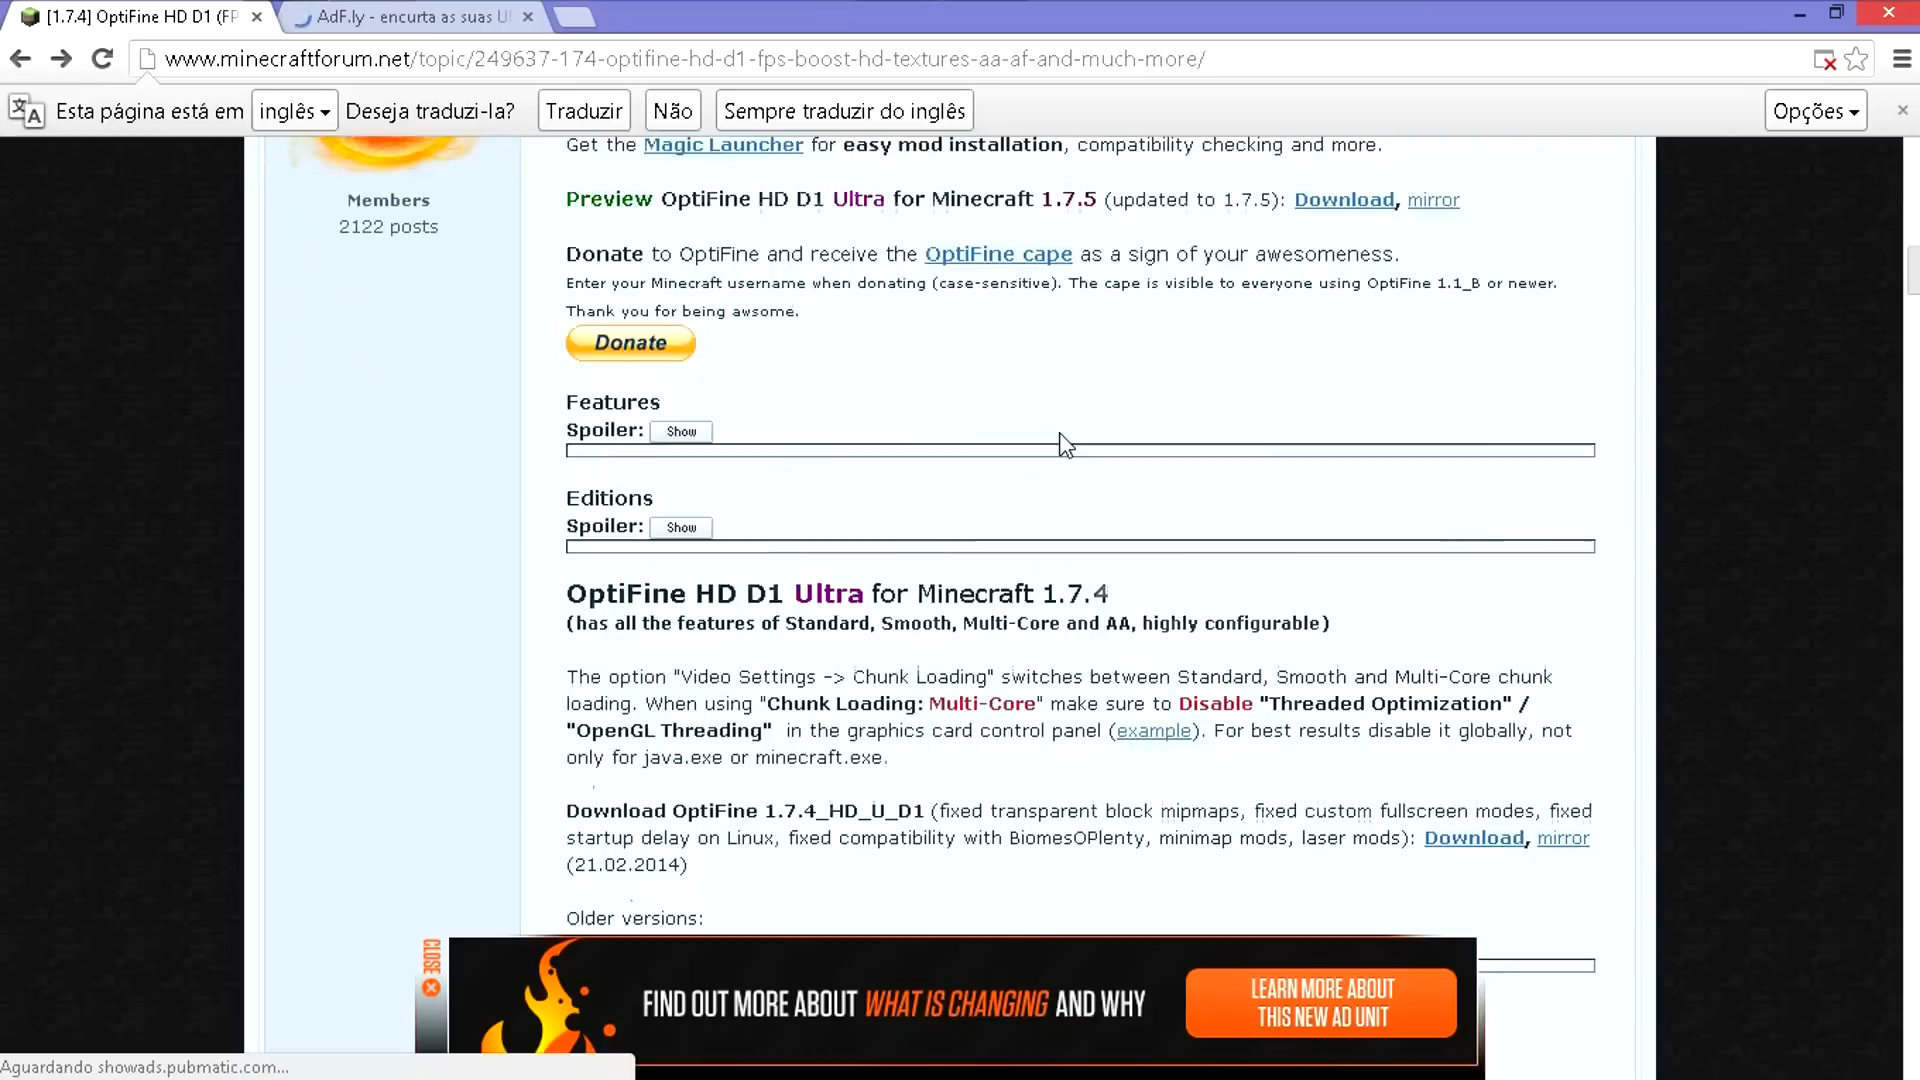 [1.7.4] OptiFine HD D1 (FP
AdF.ly - encurta as suas U
www.minecraftforum.net/topic/249637-174-optifine-hd-d1-fps-boost-hd-textures-aa-af-and-much-more/
Esta página está em inglês Deseja traduzi-la? Traduzir Não Sempre traduzir do inglês Opções
Get the Magic Launcher for easy mod installation, compatibility checking and more.
Members
2122 posts
Preview OptiFine HD D1 Ultra for Minecraft 1.7.5 (updated to 1.7.5): Download, mirror
Donate to OptiFine and receive the OptiFine cape as a sign of your awesomeness.
Enter your Minecraft username when donating (case-sensitive). The cape is visible to everyone using OptiFine 1.1_B or newer.
Thank you for being awsome.
Donate
Features
Spoiler: Show
Editions
Spoiler: Show
OptiFine HD D1 Ultra for Minecraft 1.7.4
(has all the features of Standard, Smooth, Multi-Core and AA, highly configurable)
The option "Video Settings -> Chunk Loading" switches between Standard, Smooth and Multi-Core chunk
loading. When using "Chunk Loading: Multi-Core" make sure to Disable "Threaded Optimization" /
"OpenGL Threading" in the graphics card control panel (example). For best results disable it globally, not
only for java.exe or minecraft.exe.
Download OptiFine 1.7.4_HD_U_D1 (fixed transparent block mipmaps, fixed custom fullscreen modes, fixed
startup delay on Linux, fixed compatibility with BiomesOPlenty, minimap mods, laser mods): Download, mirror
(21.02.2014)
Older versions:
CLOSE
FIND OUT MORE ABOUT WHAT IS CHANGING AND WHY
LEARN MORE ABOUT
THIS NEW AD UNIT
Aguardando showads.pubmatic.com...